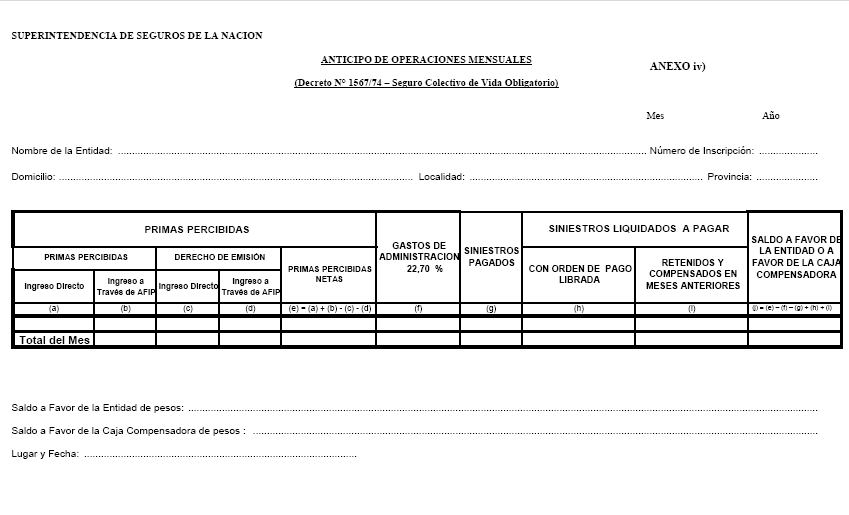 SUPERINTENDENCIA DE SEGUROS DE LA NACION
ANTICIPO DE OPERACIONES MENSUALES
ANEXO iv)
(Decreto N° 1567/74 – Seguro Colectivo de Vida Obligatorio)
Mes Año
Nombre de la Entidad: Número de Inscripción:
Domicilio: Localidad: Provincia:
PRIMAS PERCIBIDAS
GASTOS DE
ADMINISTRACION
22,70 %
SINIESTROS
PAGADOS
SINIESTROS LIQUIDADOS A PAGAR
SALDO A FAVOR DE
LA ENTIDAD O A
FAVOR DE LA CAJA
COMPENSADORA
PRIMAS PERCIBIDAS
DERECHO DE EMISIÓN
PRIMAS PERCIBIDAS
NETAS
CON ORDEN DE PAGO
LIBRADA
RETENIDOS Y
COMPENSADOS EN
MESES ANTERIORES
Ingreso Directo
Ingreso a
Través de AFIP
Ingreso Directo
Ingreso a
Través de AFIP
(a) (b) (c) (d) (e) = (a) + (b) - (c) - (d) (f) (g) (h) (I) (j) = (e) – (f) – (g) + (h) + (I)
Total del Mes
Saldo a Favor de la Entidad de pesos:
Saldo a Favor de la Caja Compensadora de pesos :
Lugar y Fecha: